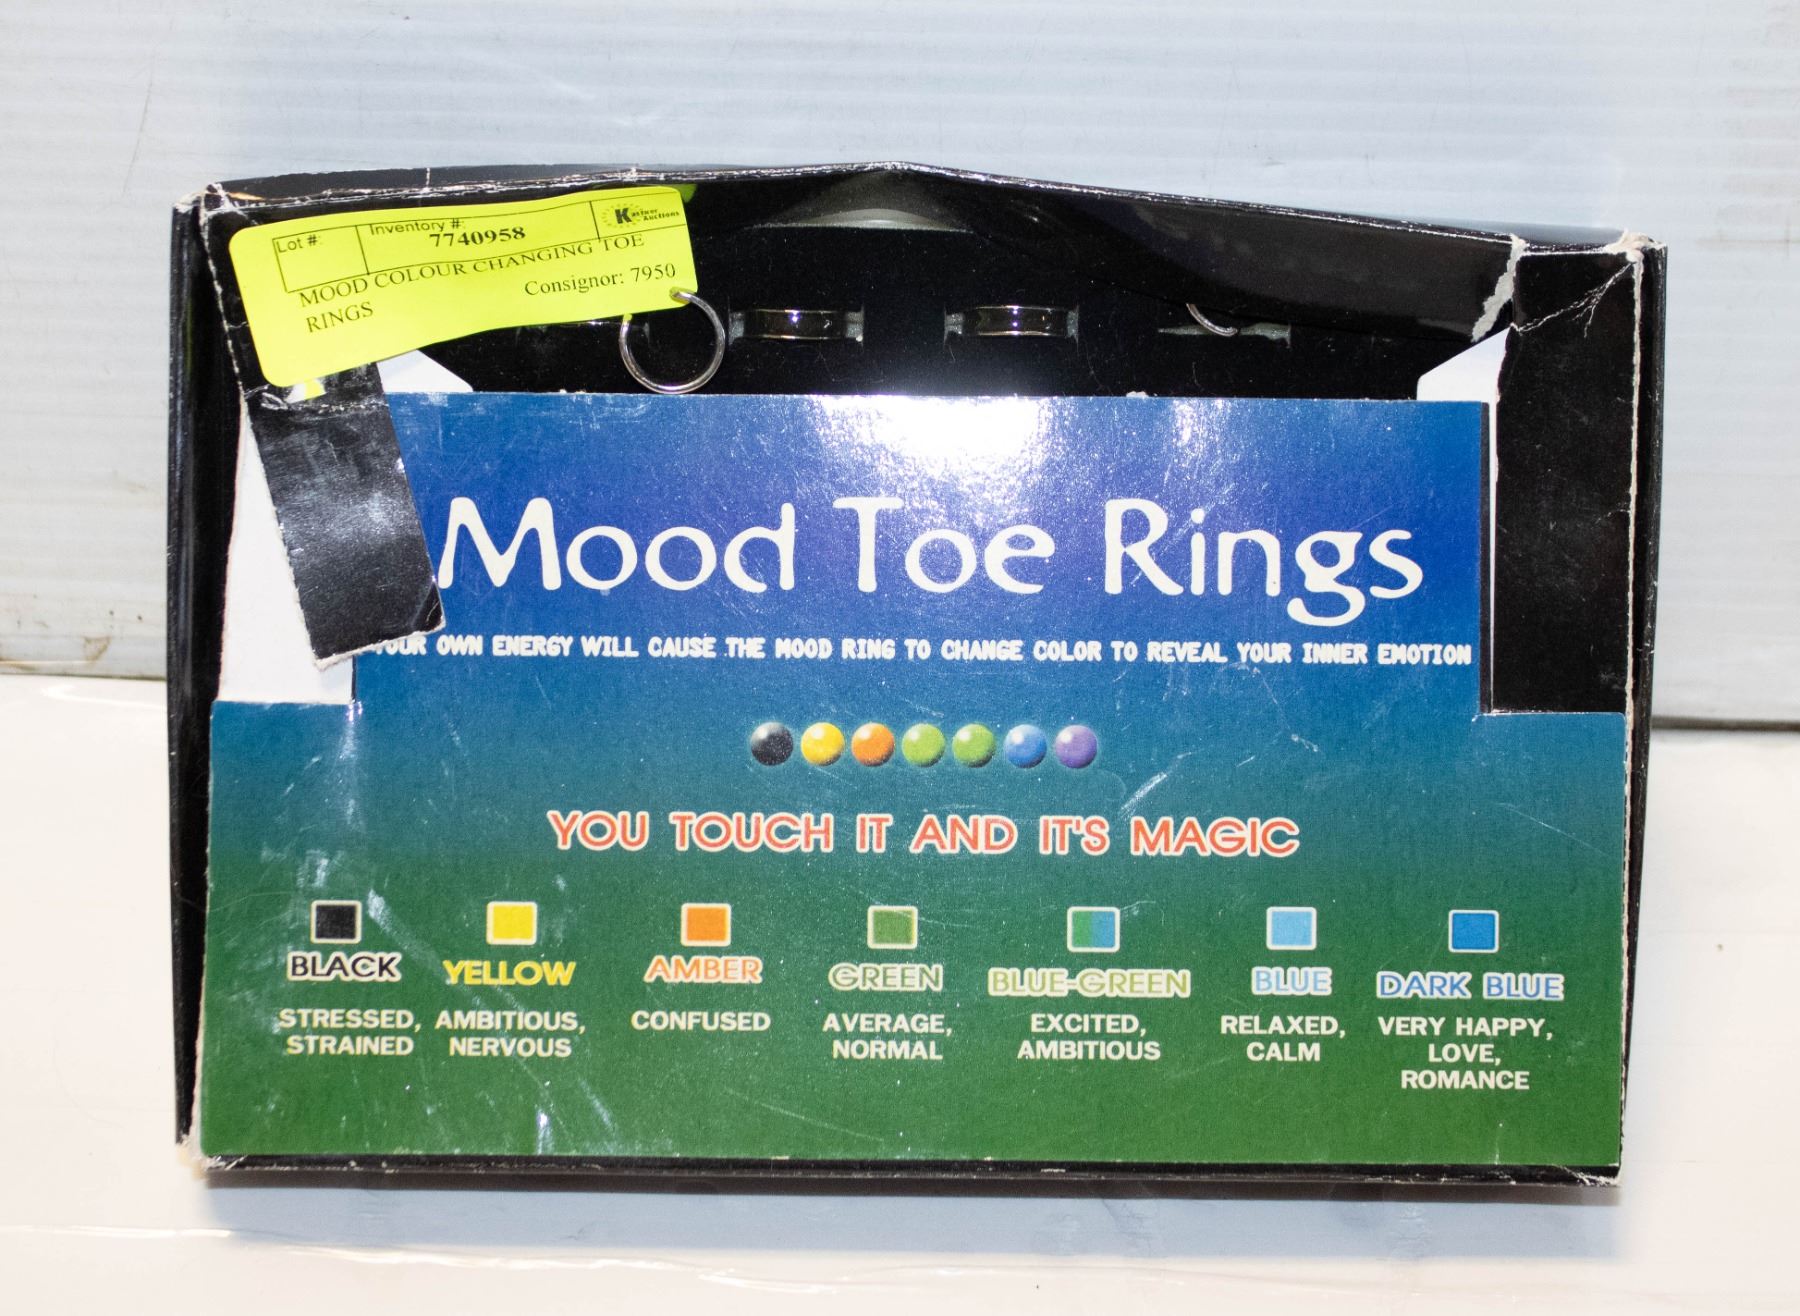 Lot #:
Inventory #:
7740958
Kastner
Auctions
MOOD COLOUR CHANGING TOE
RINGS
Consignor: 7950
Mood Toe Rings
YOUR OWN ENERGY WILL CAUSE THE MOOD RING TO CHANGE COLOR TO REVEAL YOUR INNER EMOTION
YOU TOUCH IT AND IT'S MAGIC
BLACK
STRESSED,
STRAINED
YELLOW
AMBITIOUS,
NERVOUS
AMBER
CONFUSED
GREEN
AVERAGE,
NORMAL
BLUE-GREEN
EXCITED,
AMBITIOUS
BLUE
RELAXED,
CALM
DARK BLUE
VERY HAPPY,
LOVE,
ROMANCE